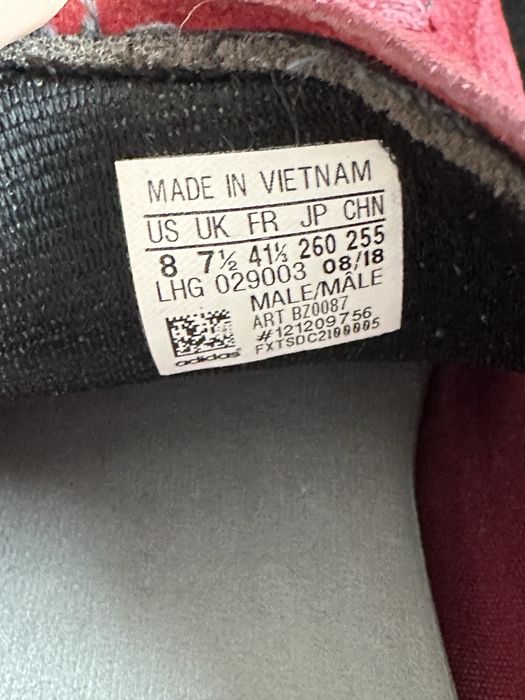 MADE IN VIETNAM
US UK FR JP CHN
8 7½ 41⅓ 260 255
LHG 029003 08/18
MALE/MÂLE
ART BZ0087
#121209756
adidas FXTSDC2100005